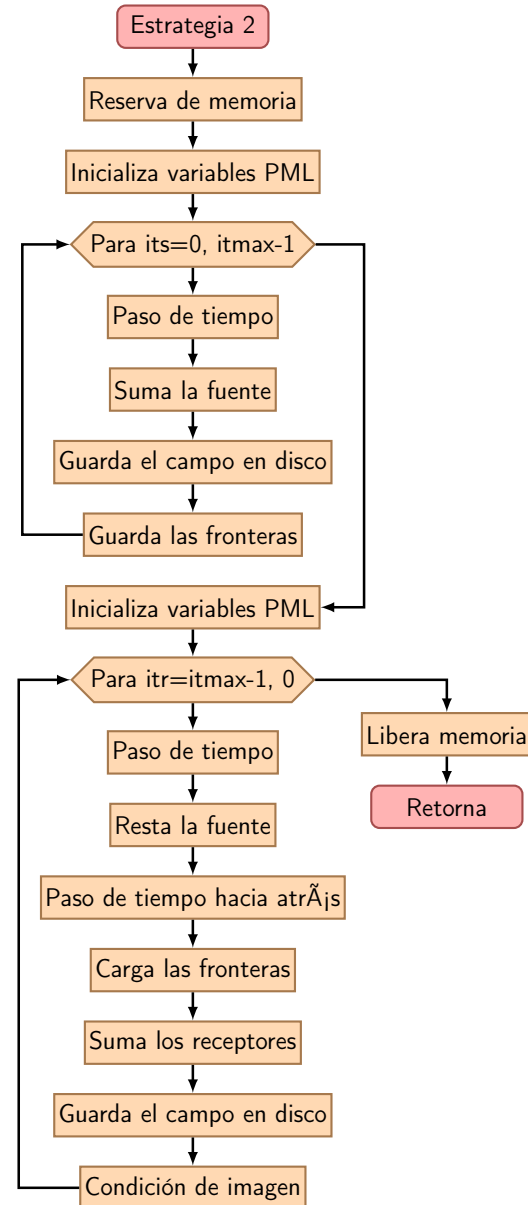 Estrategia 2
Reserva de memoria
Inicializa variables PML
Para its=0, itmax-1
Paso de tiempo
Suma la fuente
Guarda el campo en disco
Guarda las fronteras
Inicializa variables PML
Para itr=itmax-1, 0
Libera memoria
Paso de tiempo
Retorna
Resta la fuente
Paso de tiempo hacia atrÃ¡s
Carga las fronteras
Suma los receptores
Guarda el campo en disco
Condición de imagen